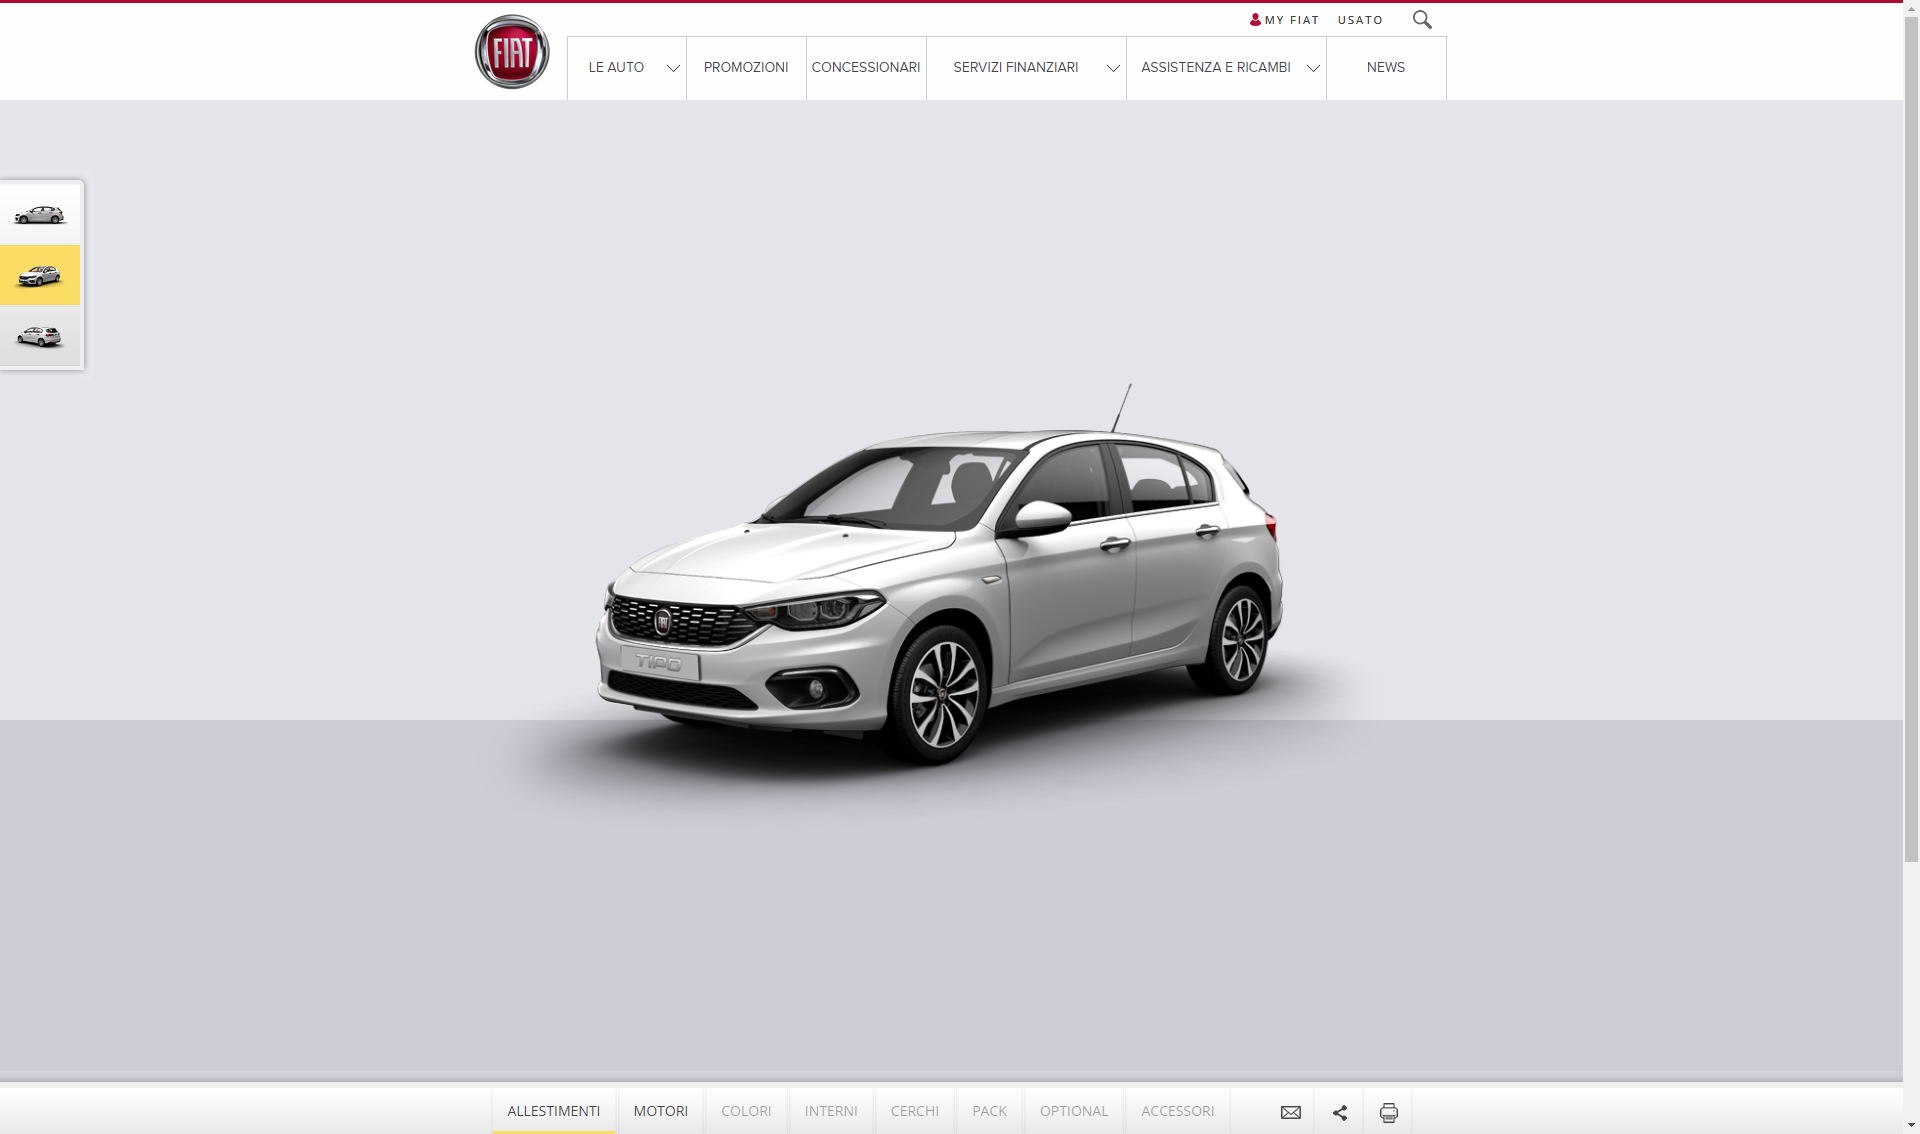 MY FIAT USATO
FIAT
LE AUTO PROMOZIONI CONCESSIONARI SERVIZI FINANZIARI ASSISTENZA E RICAMBI NEWS
FIAT
TIPO
ALLESTIMENTI MOTORI COLORI INTERNI CERCHI PACK OPTIONAL ACCESSORI